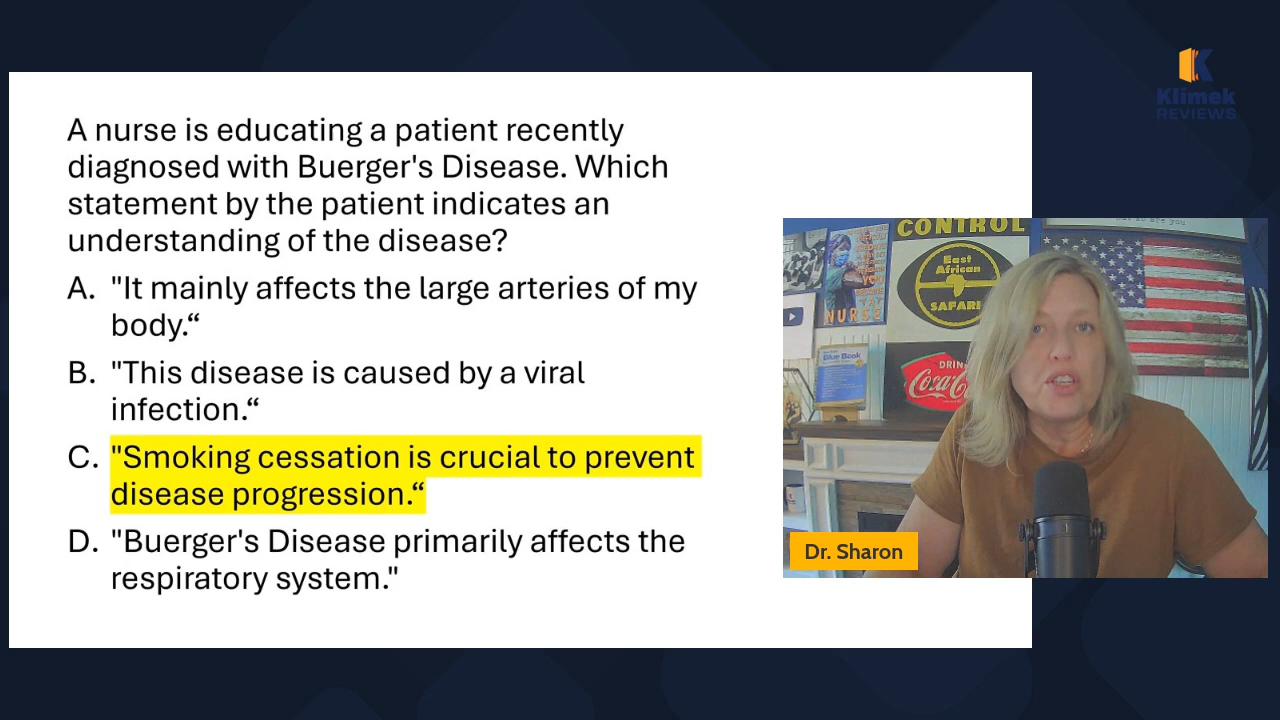 Klimek
REVIEWS
A nurse is educating a patient recently
diagnosed with Buerger's Disease. Which
statement by the patient indicates an
understanding of the disease?
A. "It mainly affects the large arteries of my
body.“
B. "This disease is caused by a viral
infection.“
C. "Smoking cessation is crucial to prevent
disease progression.“
D. "Buerger's Disease primarily affects the
respiratory system."
CONTROL
East
African
SAFARI
NURSE
Blue Book
DRIN
Coca-C
Dr. Sharon